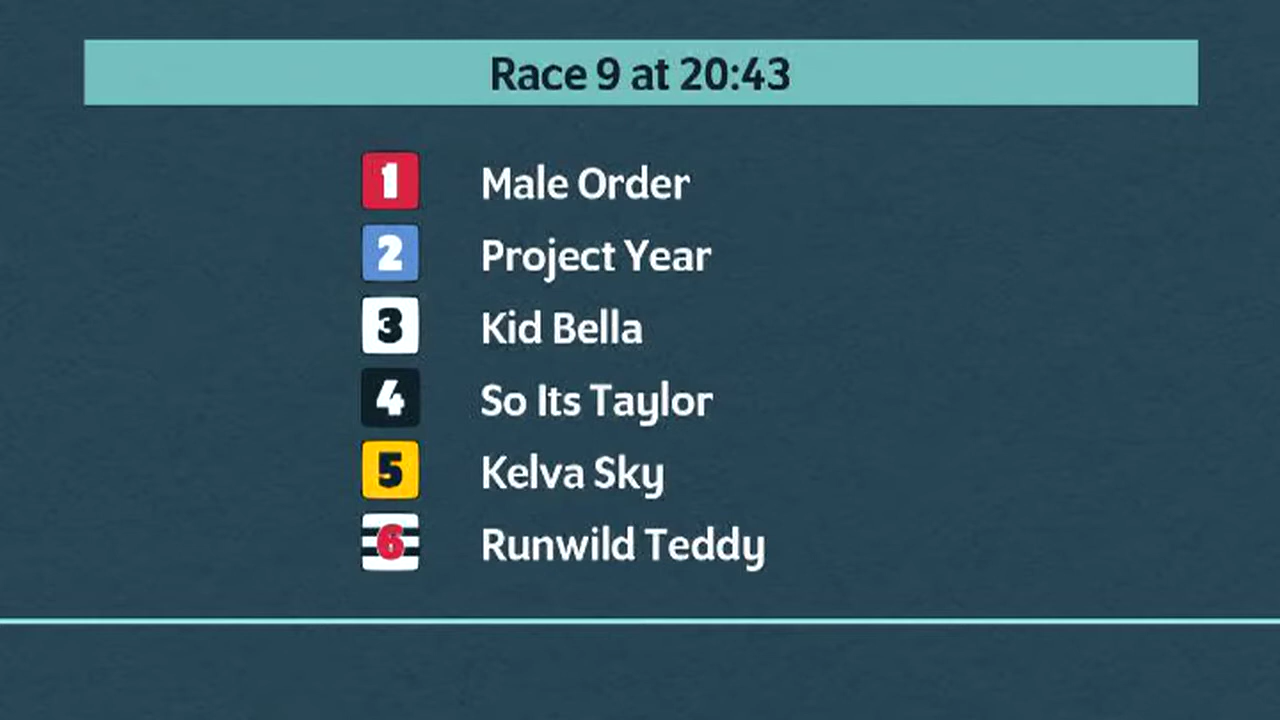 Race 9 at 20:43
1 Male Order
2 Project Year
3 Kid Bella
4 So Its Taylor
5 Kelva Sky
6 Runwild Teddy